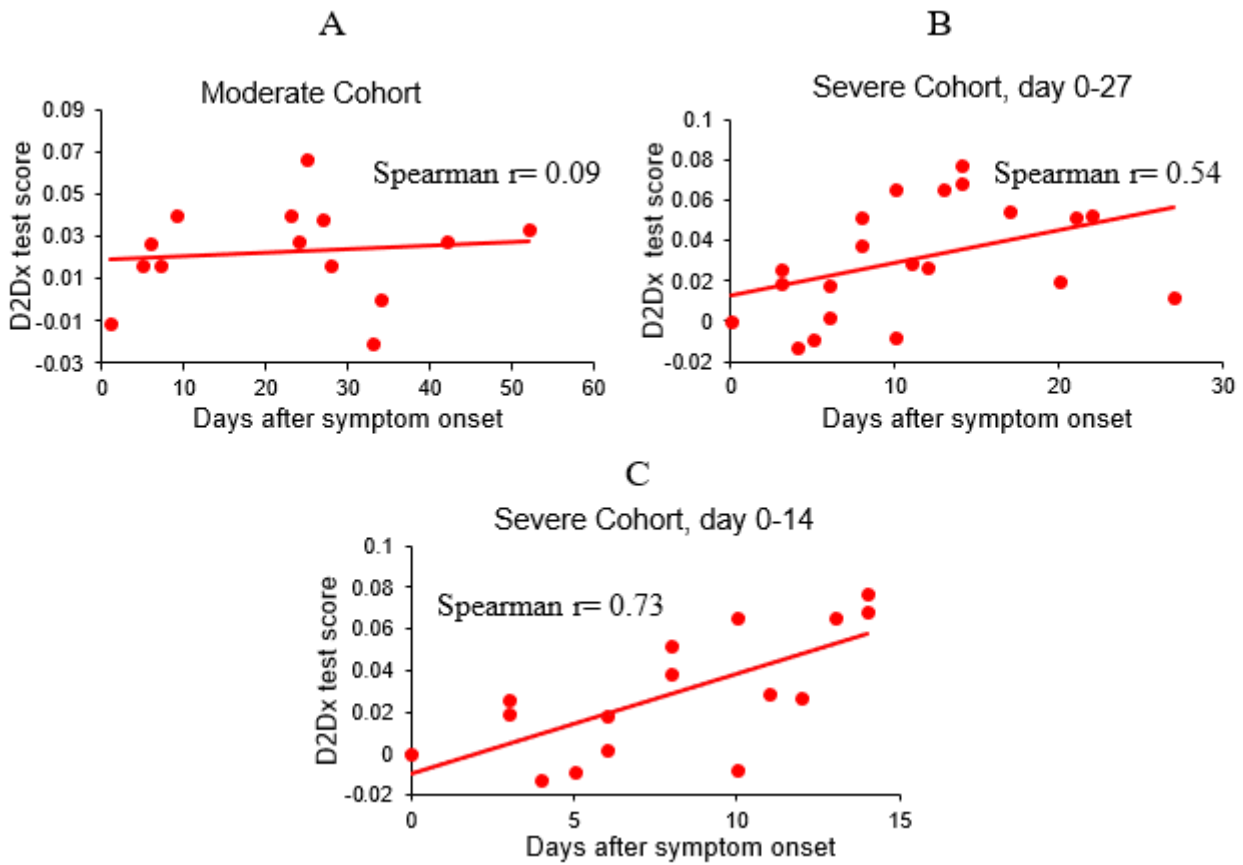 A
Moderate Cohort
D2Dx test score
0.09
0.07
0.05
0.03
0.01
-0.01
-0.03
Spearman r= 0.09
0 10 20 30 40 50 60
Days after symptom onset
B
Severe Cohort, day 0-27
D2Dx test score
0.1
0.08
0.06
0.04
0.02
0
-0.02
Spearman r= 0.54
0 10 20 30
Days after symptom onset
C
Severe Cohort, day 0-14
D2Dx test score
0.1
0.08
0.06
0.04
0.02
0
-0.02
Spearman r= 0.73
0 5 10 15
Days after symptom onset